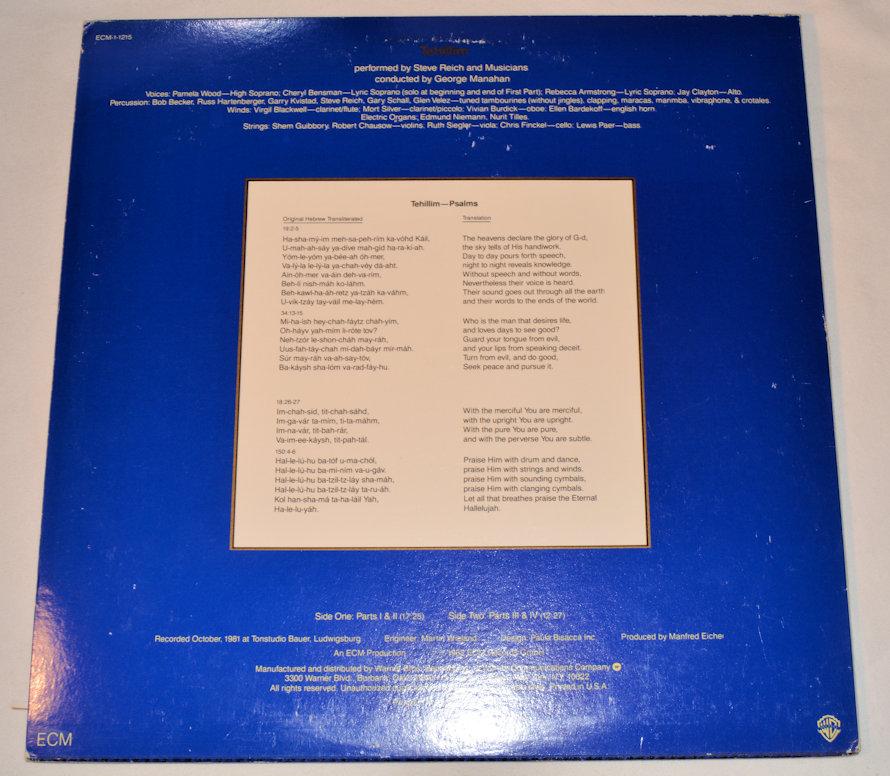 ECM-1-1215
Tehillim
performed by Steve Reich and Musicians
conducted by George Manahan
Voices: Pamela Wood—High Soprano; Cheryl Bensman—Lyric Soprano (solo at beginning and end of First Part); Rebecca Armstrong—Lyric Soprano; Jay Clayton—Alto.
Percussion: Bob Becker, Russ Hartenberger, Garry Kvistad, Steve Reich, Gary Schall, Glen Velez—tuned tambourines (without jingles), clapping, maracas, marimba, vibraphone, & crotales.
Winds: Virgil Blackwell—clarinet/flute; Mort Silver—clarinet/piccolo; Vivian Burdick—oboe; Ellen Bardekoff—english horn.
Electric Organs; Edmund Niemann, Nurit Tilles.
Strings: Shem Guibbory, Robert Chausow—violins, Ruth Siegler—viola; Chris Finckel—cello; Lewis Paer—bass.
Tehillim—Psalms
Original Hebrew Transliterated
Translation
19:2-5
Ha-sha-mý-im meh-sa-peh-rím ka-vóhd Káil,
U-mah-ah-sáy ya-díve mah-gíd ha-ra-kí-ah.
Yóm-le-yóm ya-bée-ah óh-mer,
Va-lý-la le-lý-la ya-chah-véy dá-aht.
Ain-óh-mer va-áin deh-va-rím,
Beh-lí nish-máh ko-láhm.
Beh-kawl-ha-áh-retz ya-tzáh ka-váhm,
U-vik-tzáy tay-váil me-lay-hém.
The heavens declare the glory of G-d,
the sky tells of His handiwork.
Day to day pours forth speech,
night to night reveals knowledge.
Without speech and without words,
Nevertheless their voice is heard.
Their sound goes out through all the earth
and their words to the ends of the world.
34:13-15
Mi-ha-ísh hey-chah-fáytz chah-yím,
Oh-háyv yah-mím li-róte tov?
Neh-tzór le-shon-cháh may-ráh,
Uus-fah-táy-chah mi-dah-báyr mir-máh.
Súr may-ráh va-ah-say-tóv,
Ba-káysh sha-lóm va-rad-fáy-hu.
Who is the man that desires life,
and loves days to see good?
Guard your tongue from evil,
and your lips from speaking deceit.
Turn from evil, and do good,
Seek peace and pursue it.
18:26-27
Im-chah-síd, tit-chah-sáhd,
Im-ga-vár ta-mím, ti-ta-máhm,
Im-na-vár, tit-bah-rár,
Va-im-ee-káysh, tit-pah-tál.
With the merciful You are merciful,
with the upright You are upright.
With the pure You are pure,
and with the perverse You are subtle.
150:4-6
Hal-le-lú-hu ba-tóf u-ma-chól,
Hal-le-lú-hu ba-mi-ním va-u-gáv.
Hal-le-lú-hu ba-tzil-tz-láy sha-máh,
Hal-le-lú-hu ba-tzil-tz-láy ta-ru-áh.
Kol han-sha-má ta-ha-láil Yah,
Ha-le-lu-yáh.
Praise Him with drum and dance,
praise Him with strings and winds.
praise Him with sounding cymbals,
praise Him with clanging cymbals.
Let all that breathes praise the Eternal
Hallelujah.
Side One: Parts I & II (17:25) Side Two: Parts III & IV (12:27)
Recorded October, 1981 at Tonstudio Bauer, Ludwigsburg Engineer: Martin Wieland Design: Paula Bisacca Inc. Produced by Manfred Eicher
An ECM Production 1982 ECM Records GmbH
Manufactured and distributed by Warner Bros. Communications Company
3300 Warner Blvd., Burbank, NY 10022
All rights reserved. Unauthorized Printed in U.S.A.
ECM
WB